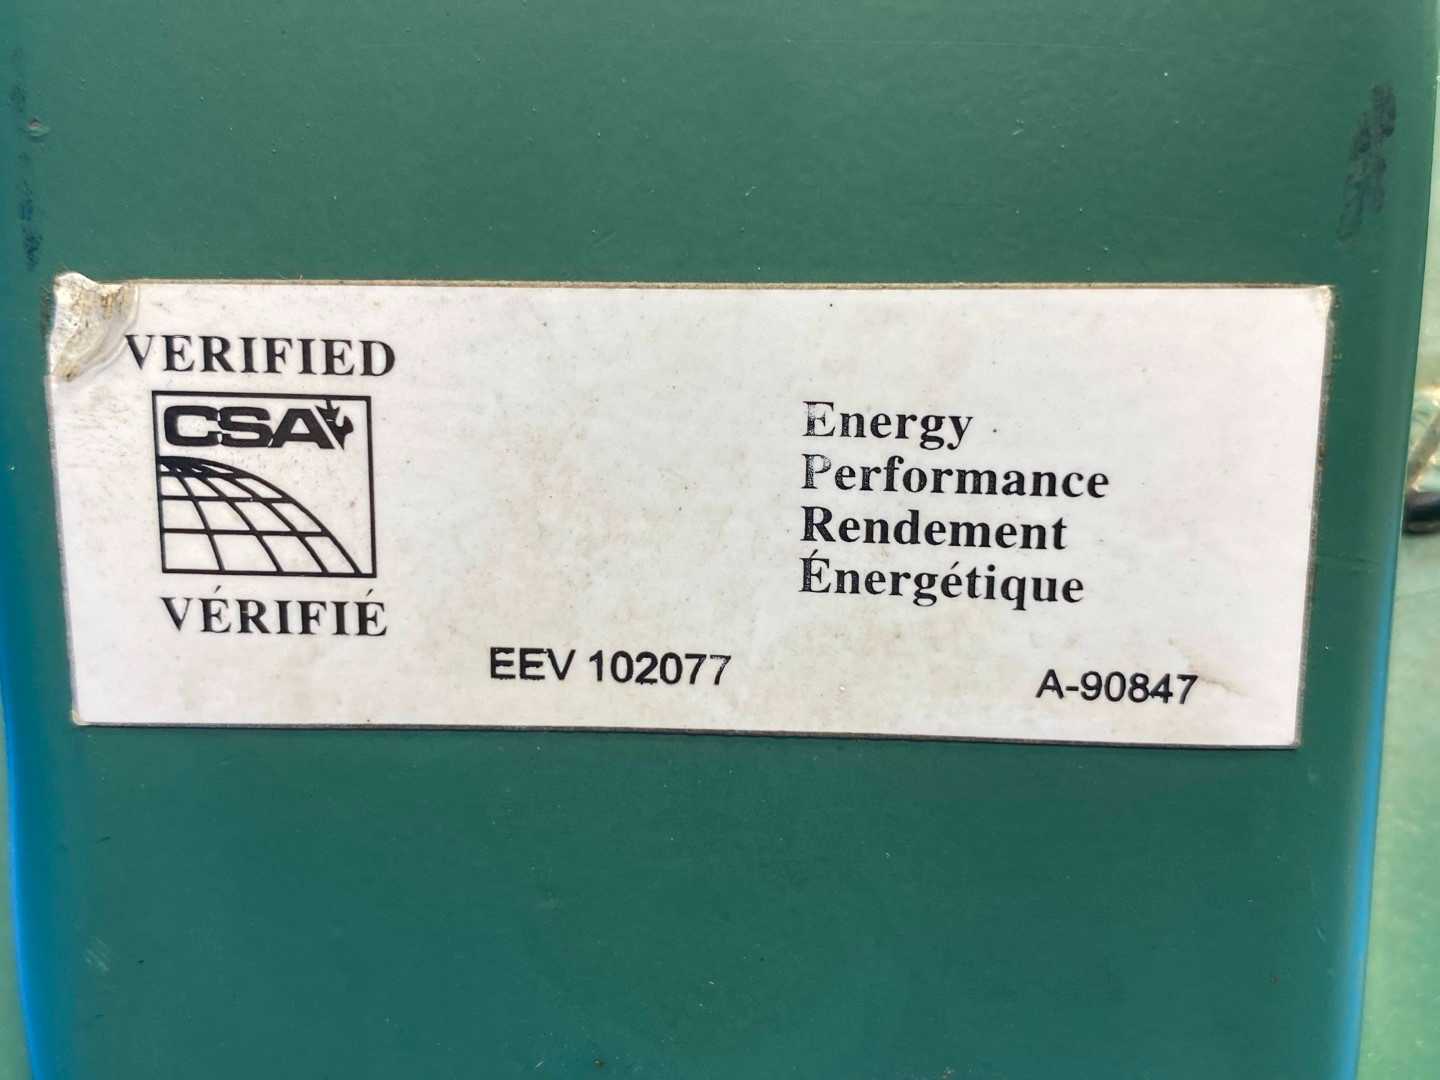 VERIFIED
CSA
VÉRIFIÉ
Energy
Performance
Rendement
Énergétique
EEV 102077
A-90847